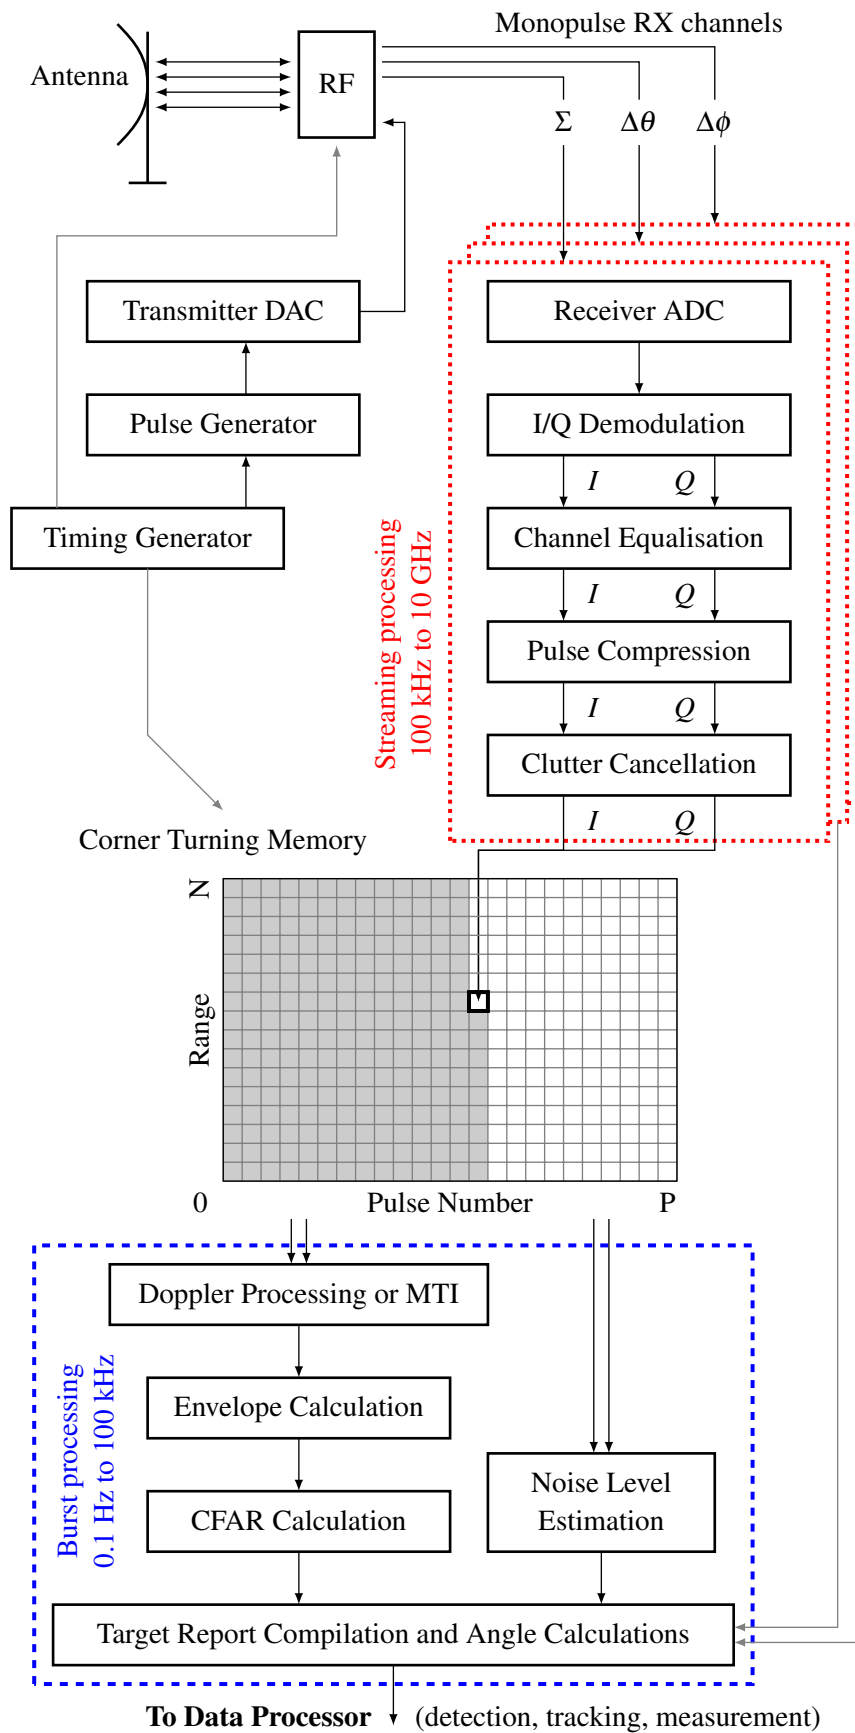 Monopulse RX channels
Antenna
RF
Σ
Δθ
Δϕ
Transmitter DAC
Receiver ADC
Pulse Generator
I/Q Demodulation
I
Q
Timing Generator
Channel Equalisation
Streaming processing
100 kHz to 10 GHz
I
Q
Pulse Compression
I
Q
Clutter Cancellation
I
Q
Corner Turning Memory
N
Range
0
Pulse Number
P
Doppler Processing or MTI
Burst processing
0.1 Hz to 100 kHz
Envelope Calculation
Noise Level
Estimation
CFAR Calculation
Target Report Compilation and Angle Calculations
To Data Processor (detection, tracking, measurement)